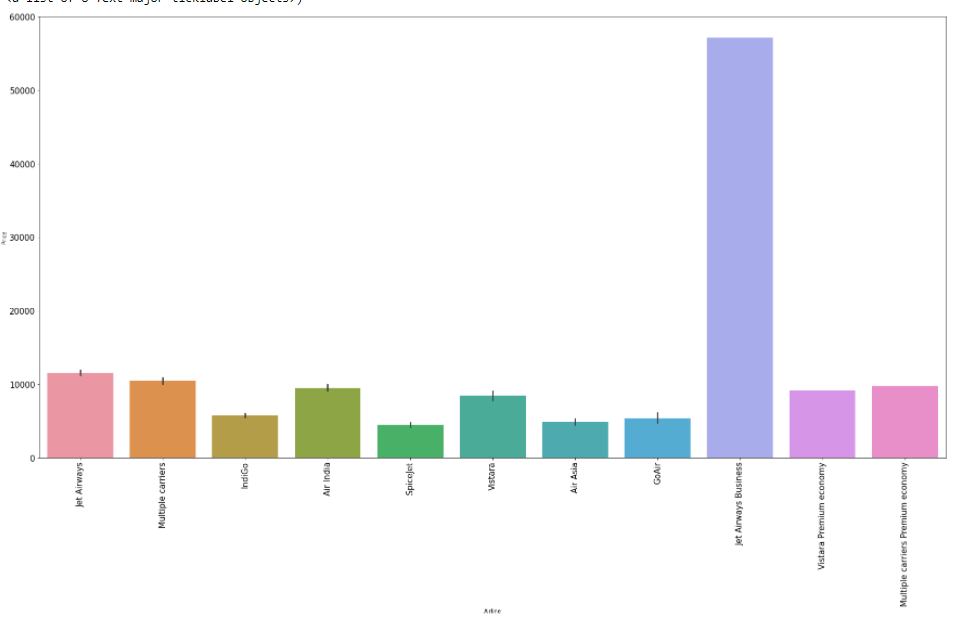 60000
50000
40000
30000
20000
10000
0
Price
Jet Airways
Multiple carriers
IndiGo
Air India
SpiceJet
Vistara
Air Asia
GoAir
Jet Airways Business
Vistara Premium economy
Multiple carriers Premium economy
Airline